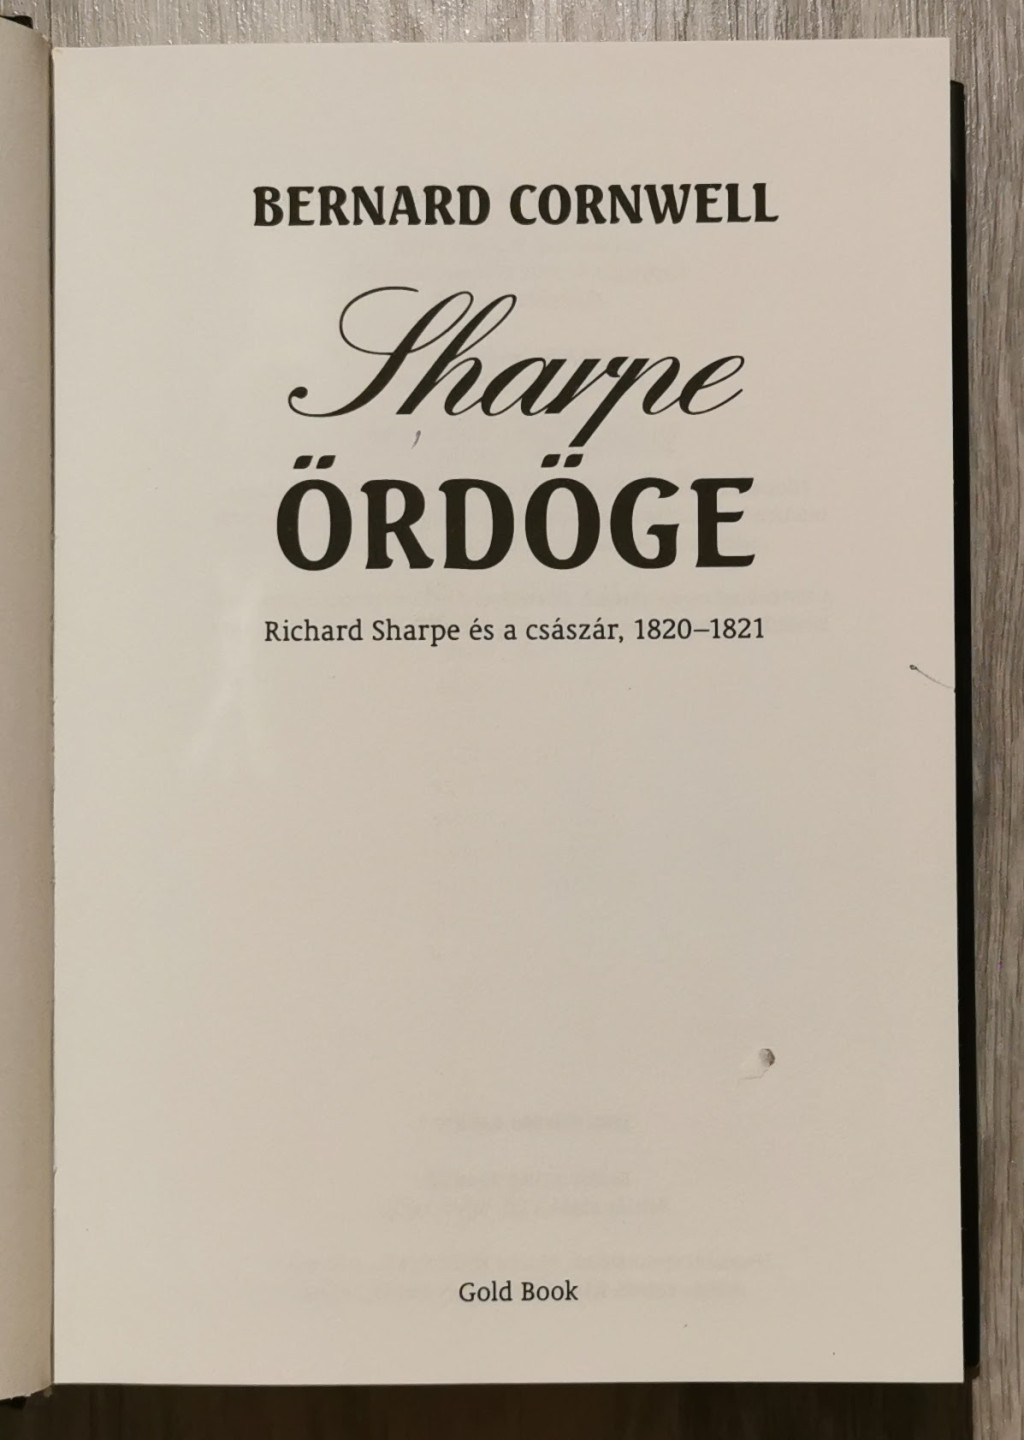 BERNARD CORNWELL
Sharpe
ÖRDÖGE
Richard Sharpe és a császár, 1820–1821
Gold Book